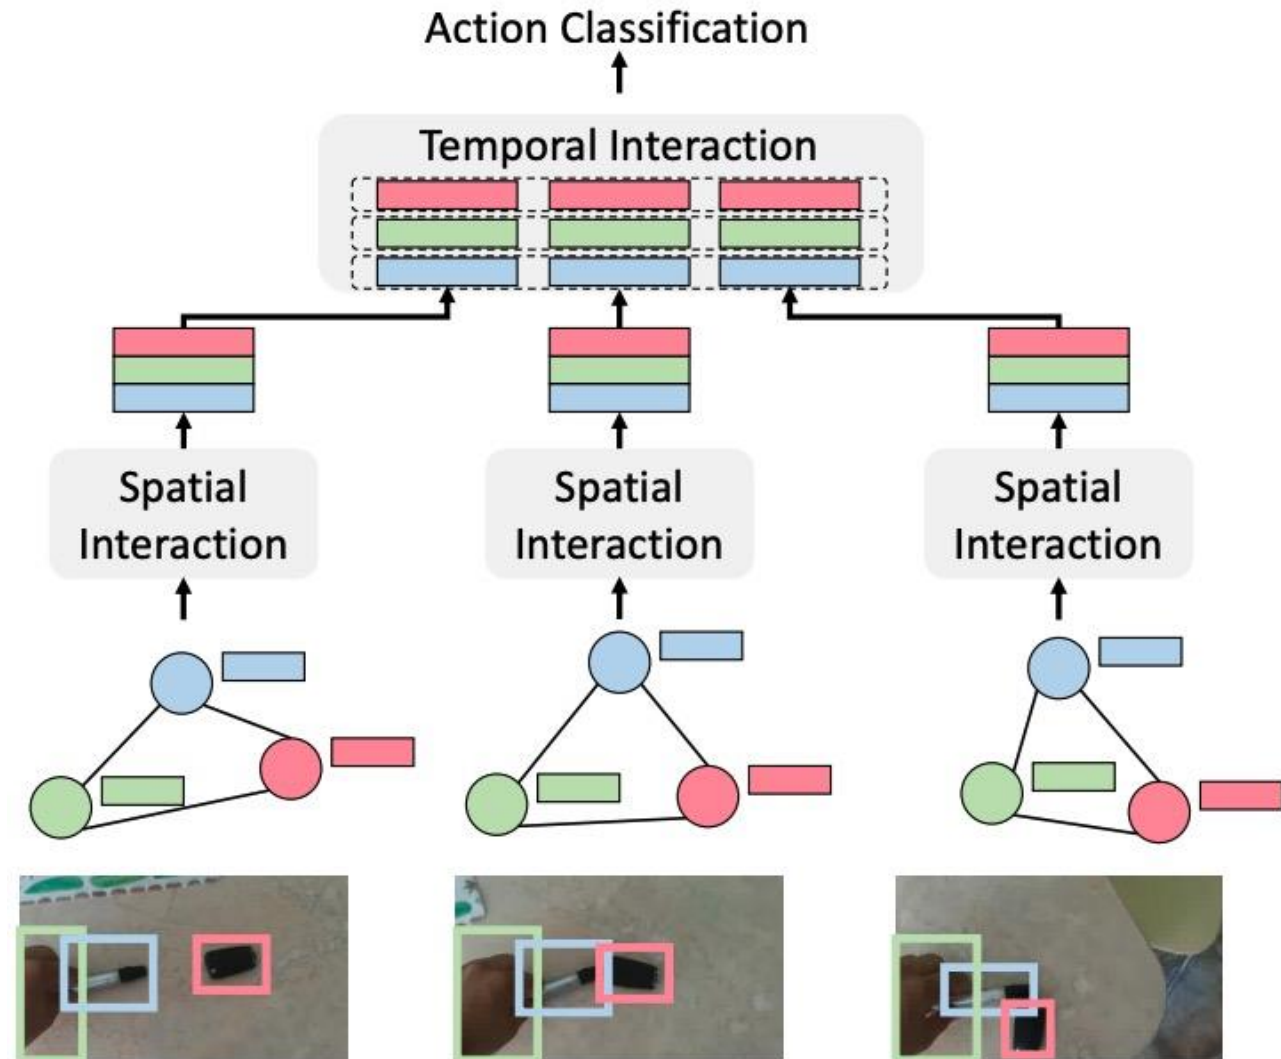 Action Classification
Temporal Interaction
Spatial
Interaction
Spatial
Interaction
Spatial
Interaction